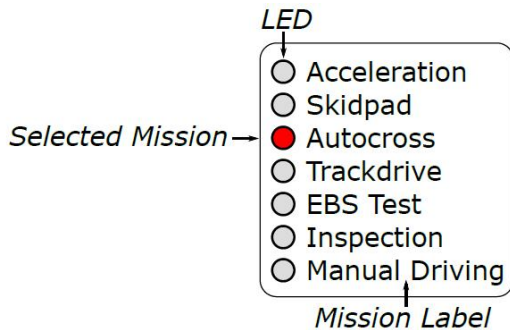 LED
Acceleration
Skidpad
Selected Mission
Autocross
Trackdrive
EBS Test
Inspection
Manual Driving
Mission Label